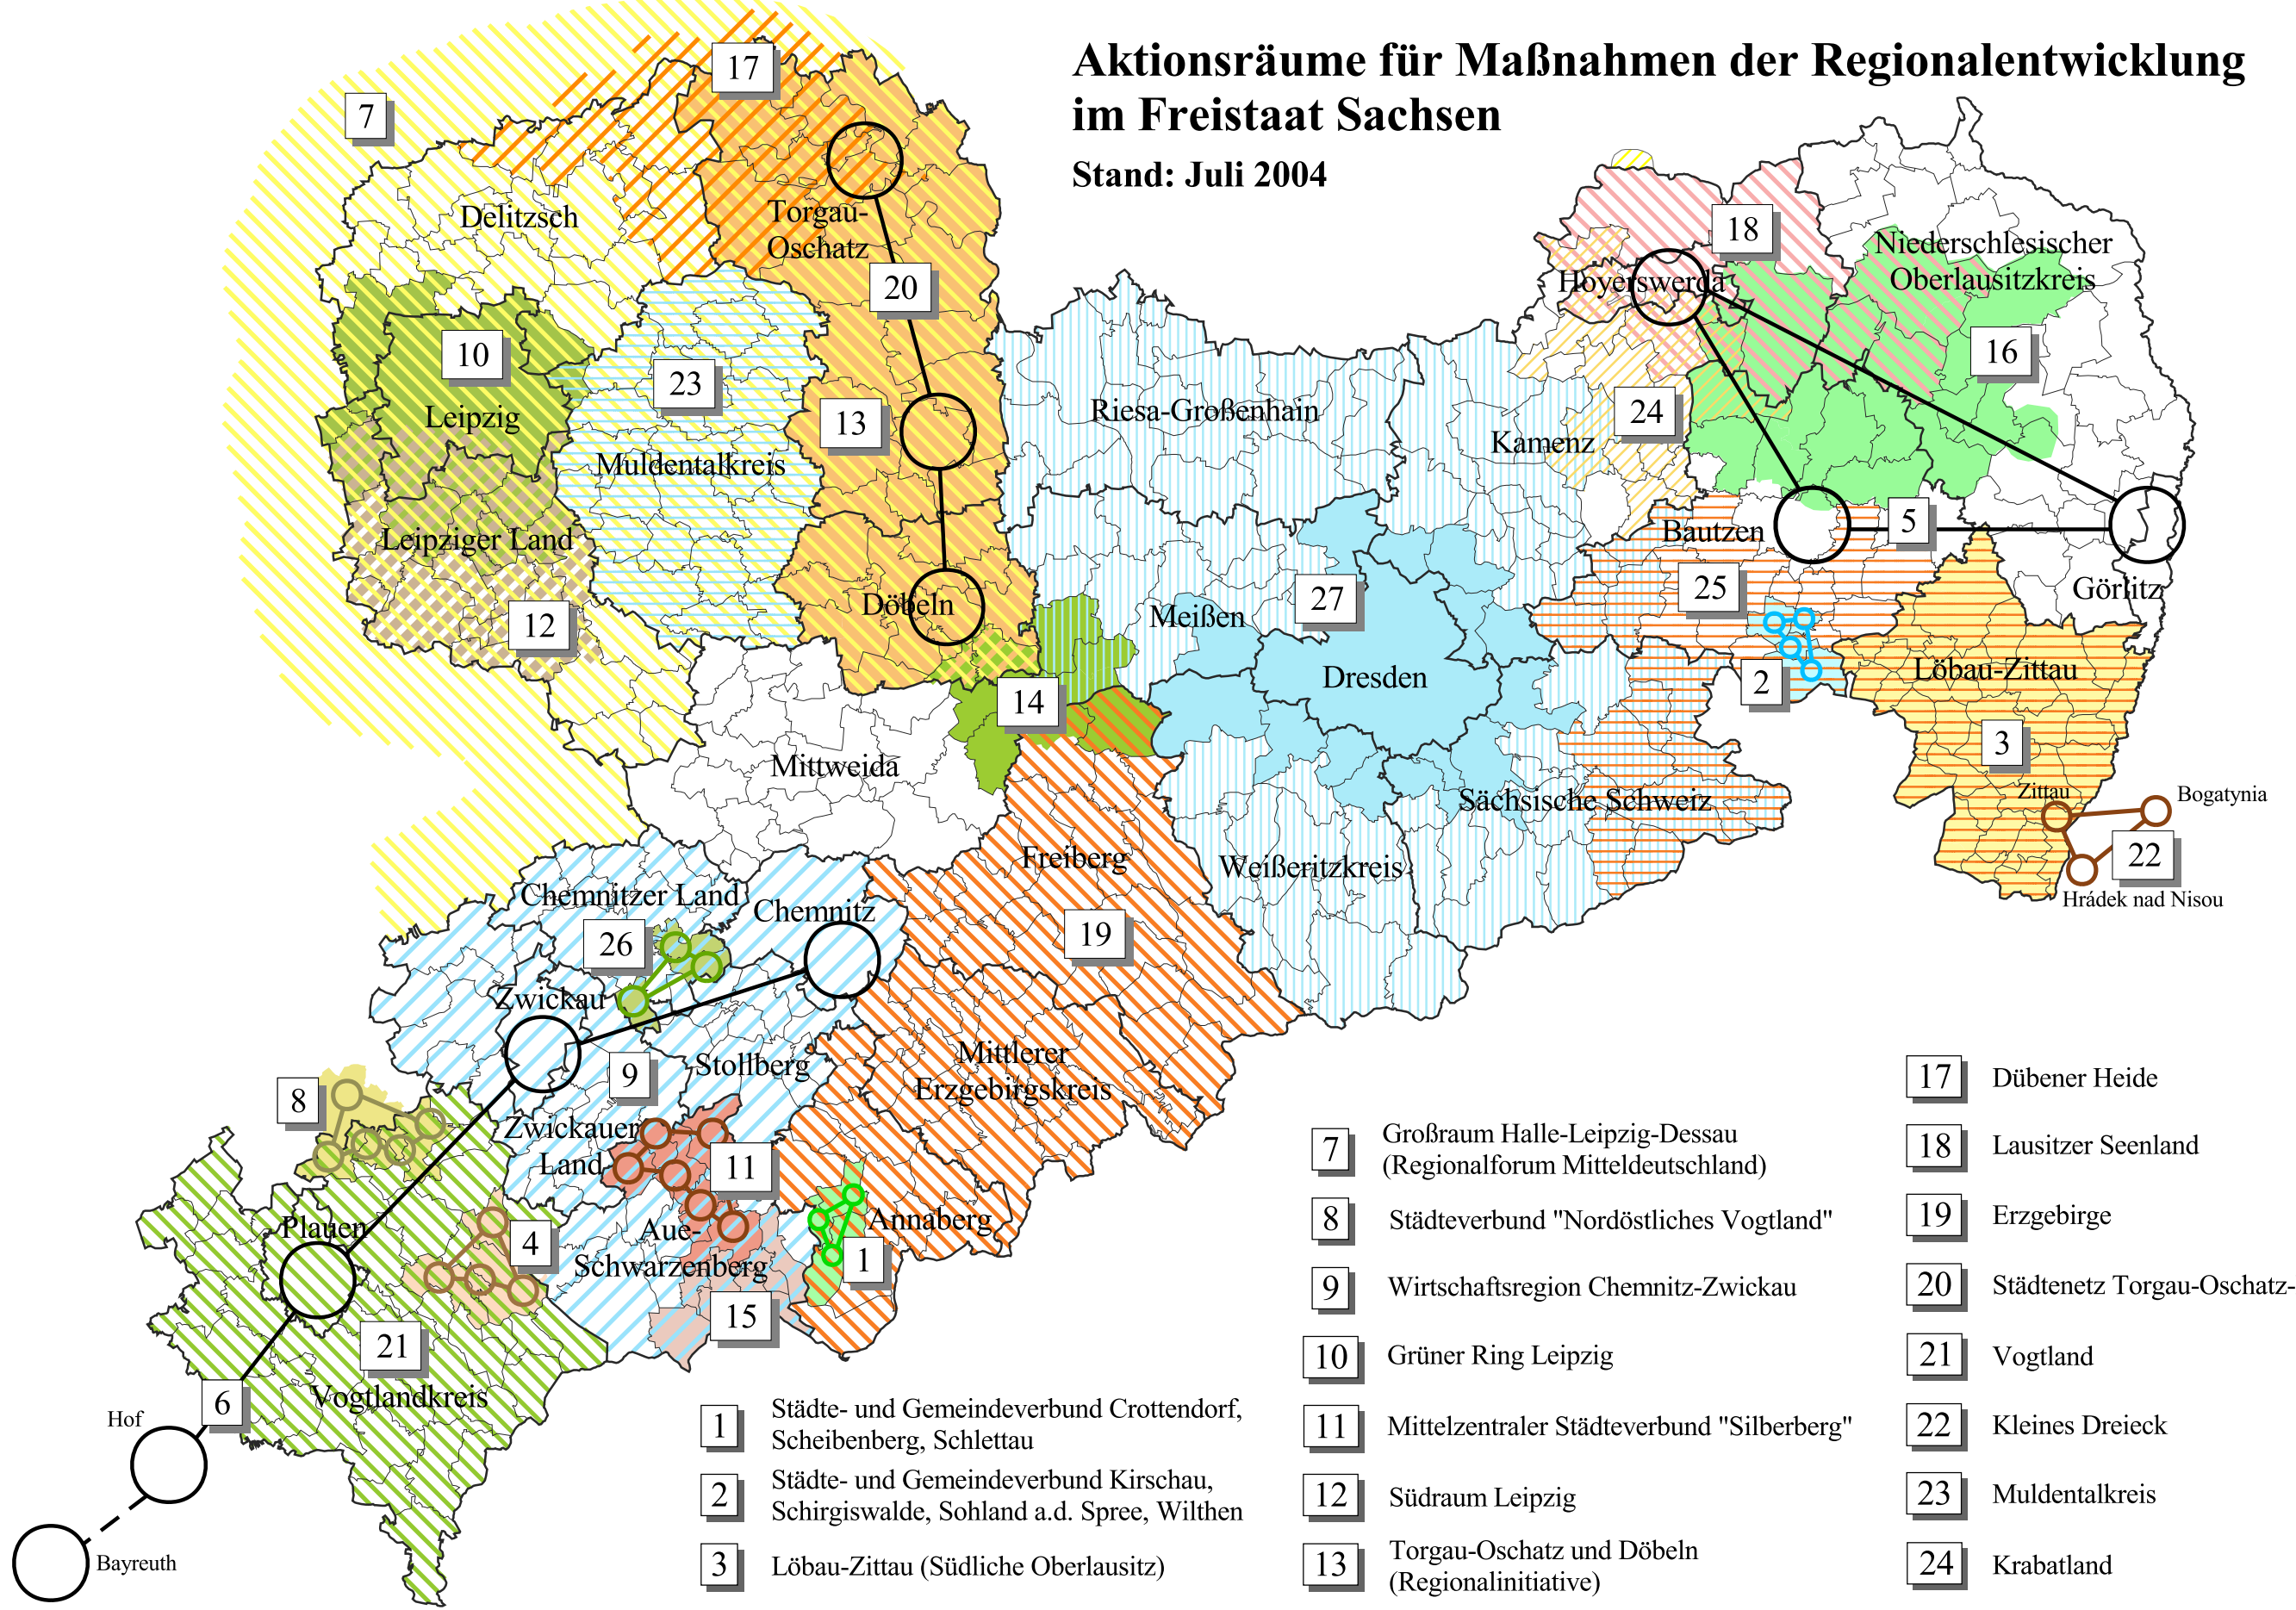 Aktionsräume für Maßnahmen der Regionalentwicklung
im Freistaat Sachsen
Stand: Juli 2004
17
7
Delitzsch
Torgau-
Oschatz
20
18
Niederschlesischer
Oberlausitzkreis
Hoyerswerda
10
23
13
16
Leipzig
Riesa-Großenhain
24
Kamenz
Muldentalkreis
Leipziger Land
Bautzen
5
12
Döbeln
Meißen
27
25
Görlitz
14
Dresden
2
Löbau-Zittau
3
Mittweida
Sächsische Schweiz
Zittau
Bogatynia
22
Hrádek nad Nisou
Freiberg
Weißeritzkreis
Chemnitzer Land
Chemnitz
26
19
Zwickau
Stollberg
9
Mittlerer
Erzgebirgskreis
8
Zwickauer
Land
11
Plauen
4
Aue-
Schwarzenberg
Annaberg
1
15
21
Vogtlandkreis
6
Hof
Bayreuth
1 Städte- und Gemeindeverbund Crottendorf,
Scheibenberg, Schlettau
2 Städte- und Gemeindeverbund Kirschau,
Schirgiswalde, Sohland a.d. Spree, Wilthen
3 Löbau-Zittau (Südliche Oberlausitz)
7 Großraum Halle-Leipzig-Dessau
(Regionalforum Mitteldeutschland)
8 Städteverbund "Nordöstliches Vogtland"
9 Wirtschaftsregion Chemnitz-Zwickau
10 Grüner Ring Leipzig
11 Mittelzentraler Städteverbund "Silberberg"
12 Südraum Leipzig
13 Torgau-Oschatz und Döbeln
(Regionalinitiative)
17 Dübener Heide
18 Lausitzer Seenland
19 Erzgebirge
20 Städtenetz Torgau-Oschatz-
21 Vogtland
22 Kleines Dreieck
23 Muldentalkreis
24 Krabatland